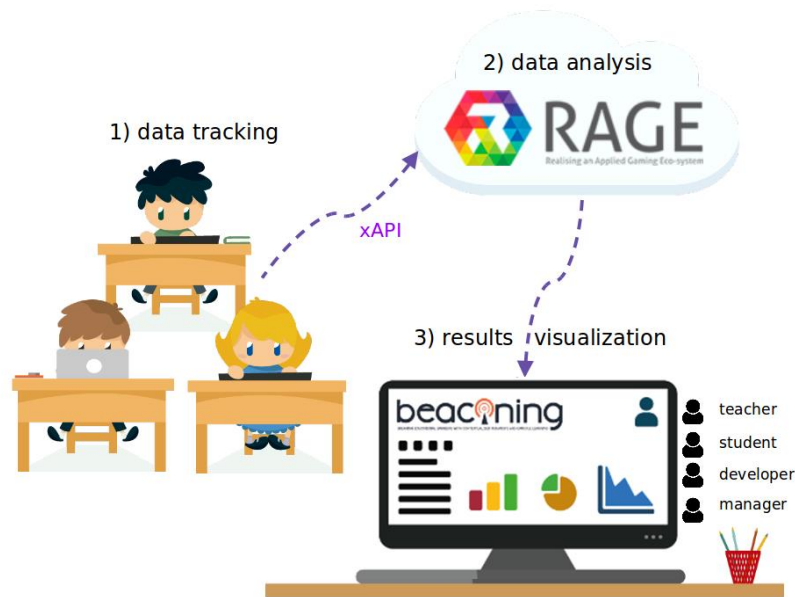 1) data tracking
2) data analysis
RAGE
Realising an Applied Gaming Eco-system
xAPI
3) results visualization
beaconing
teacher
student
developer
manager